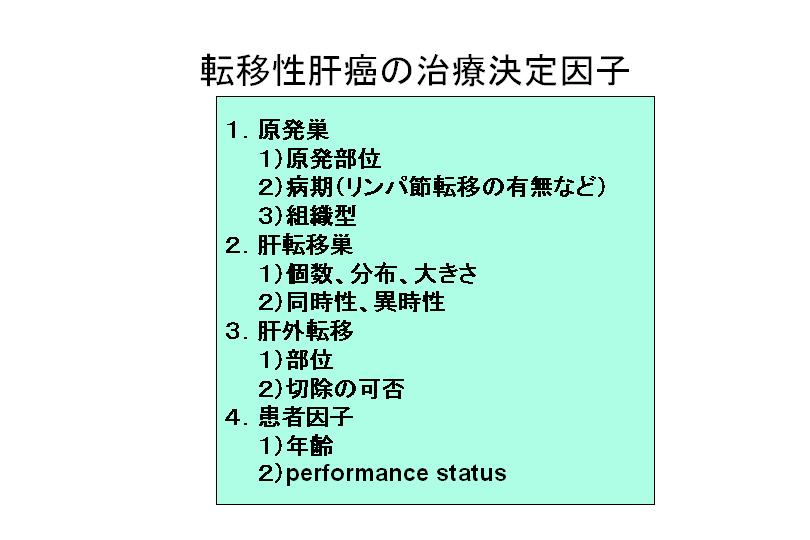 転移性肝癌の治療決定因子
１．原発巣
１）原発部位
２）病期（リンパ節転移の有無など）
３）組織型
２．肝転移巣
１）個数、分布、大きさ
２）同時性、異時性
３．肝外転移
１）部位
２）切除の可否
４．患者因子
１）年齢
２）performance status